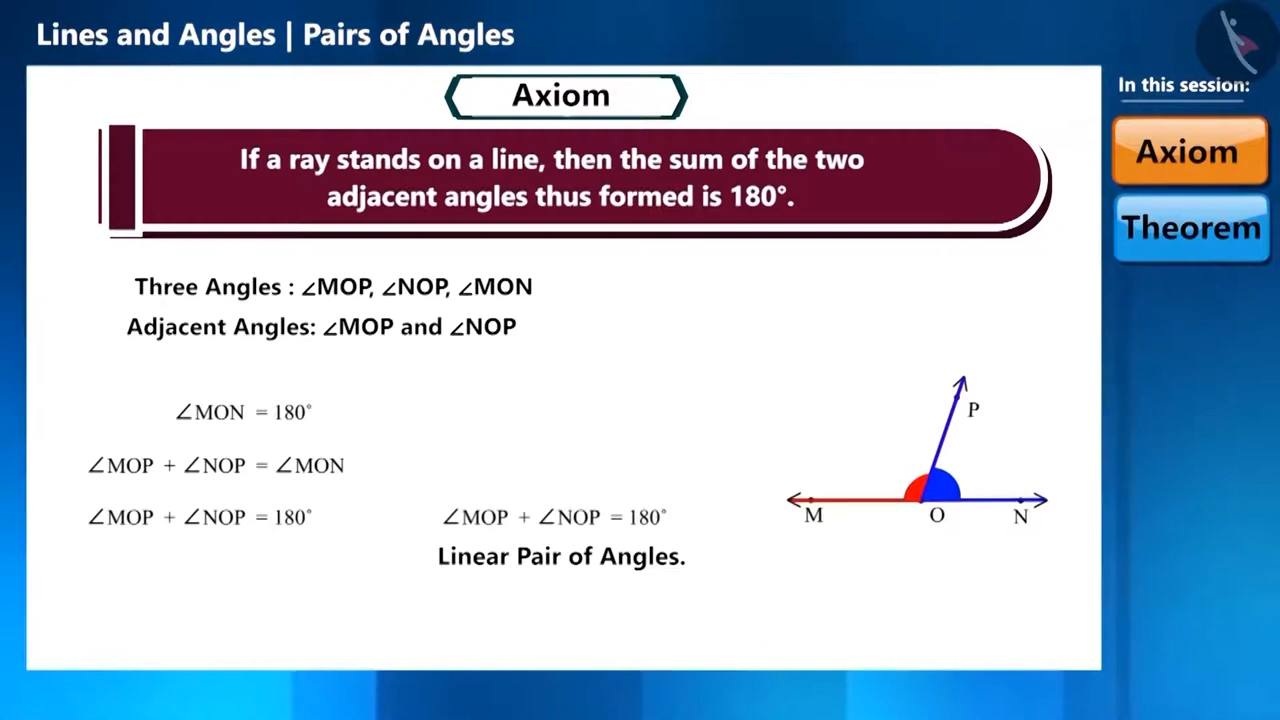 Lines and Angles | Pairs of Angles
In this session:
Axiom
Theorem
Axiom
If a ray stands on a line, then the sum of the two
adjacent angles thus formed is 180°.
Three Angles : ∠MOP, ∠NOP, ∠MON
Adjacent Angles: ∠MOP and ∠NOP
∠MON = 180°
∠MOP + ∠NOP = ∠MON
∠MOP + ∠NOP = 180°
∠MOP + ∠NOP = 180°
Linear Pair of Angles.
P
M
O
N